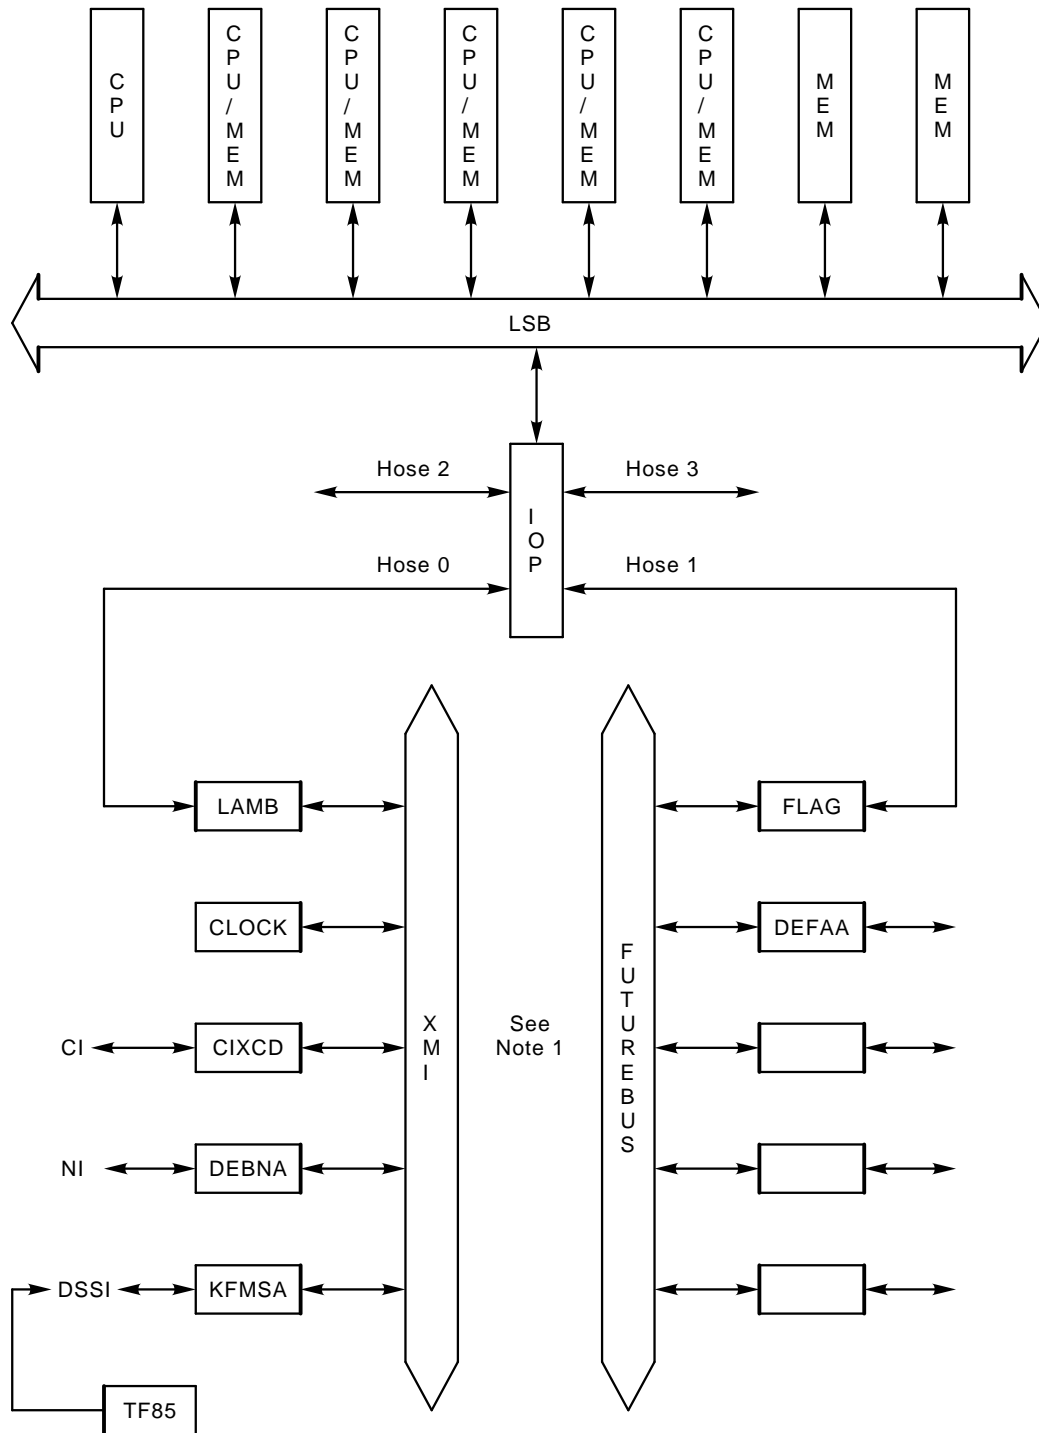 CPU
CPU/MEM
CPU/MEM
CPU/MEM
CPU/MEM
CPU/MEM
MEM
MEM
LSB
Hose 2
Hose 3
IOP
Hose 0
Hose 1
LAMB
FLAG
CLOCK
DEFAA
XMI
See
Note 1
FUTUREBUS
CI
CIXCD
NI
DEBNA
DSSI
KFMSA
TF85